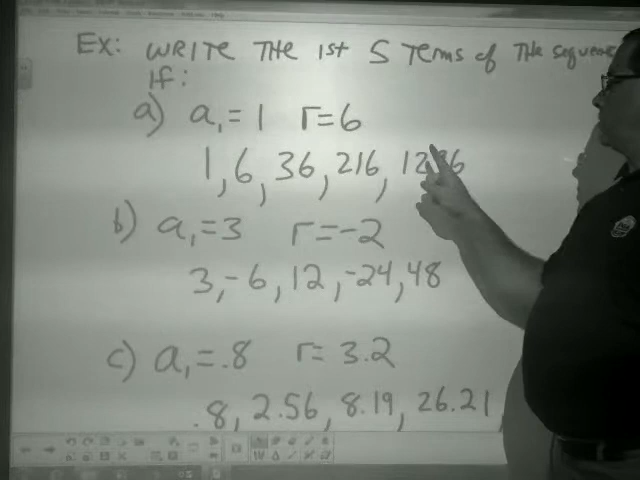 Ex: WRITE THE 1st 5 Terms of The Sequence
If:
a) a₁ = 1 r = 6
1, 6, 36, 216, 1296
b) a₁ = 3 r = -2
3, -6, 12, -24, 48
c) a₁ = .8 r = 3.2
.8, 2.56, 8.19, 26.21